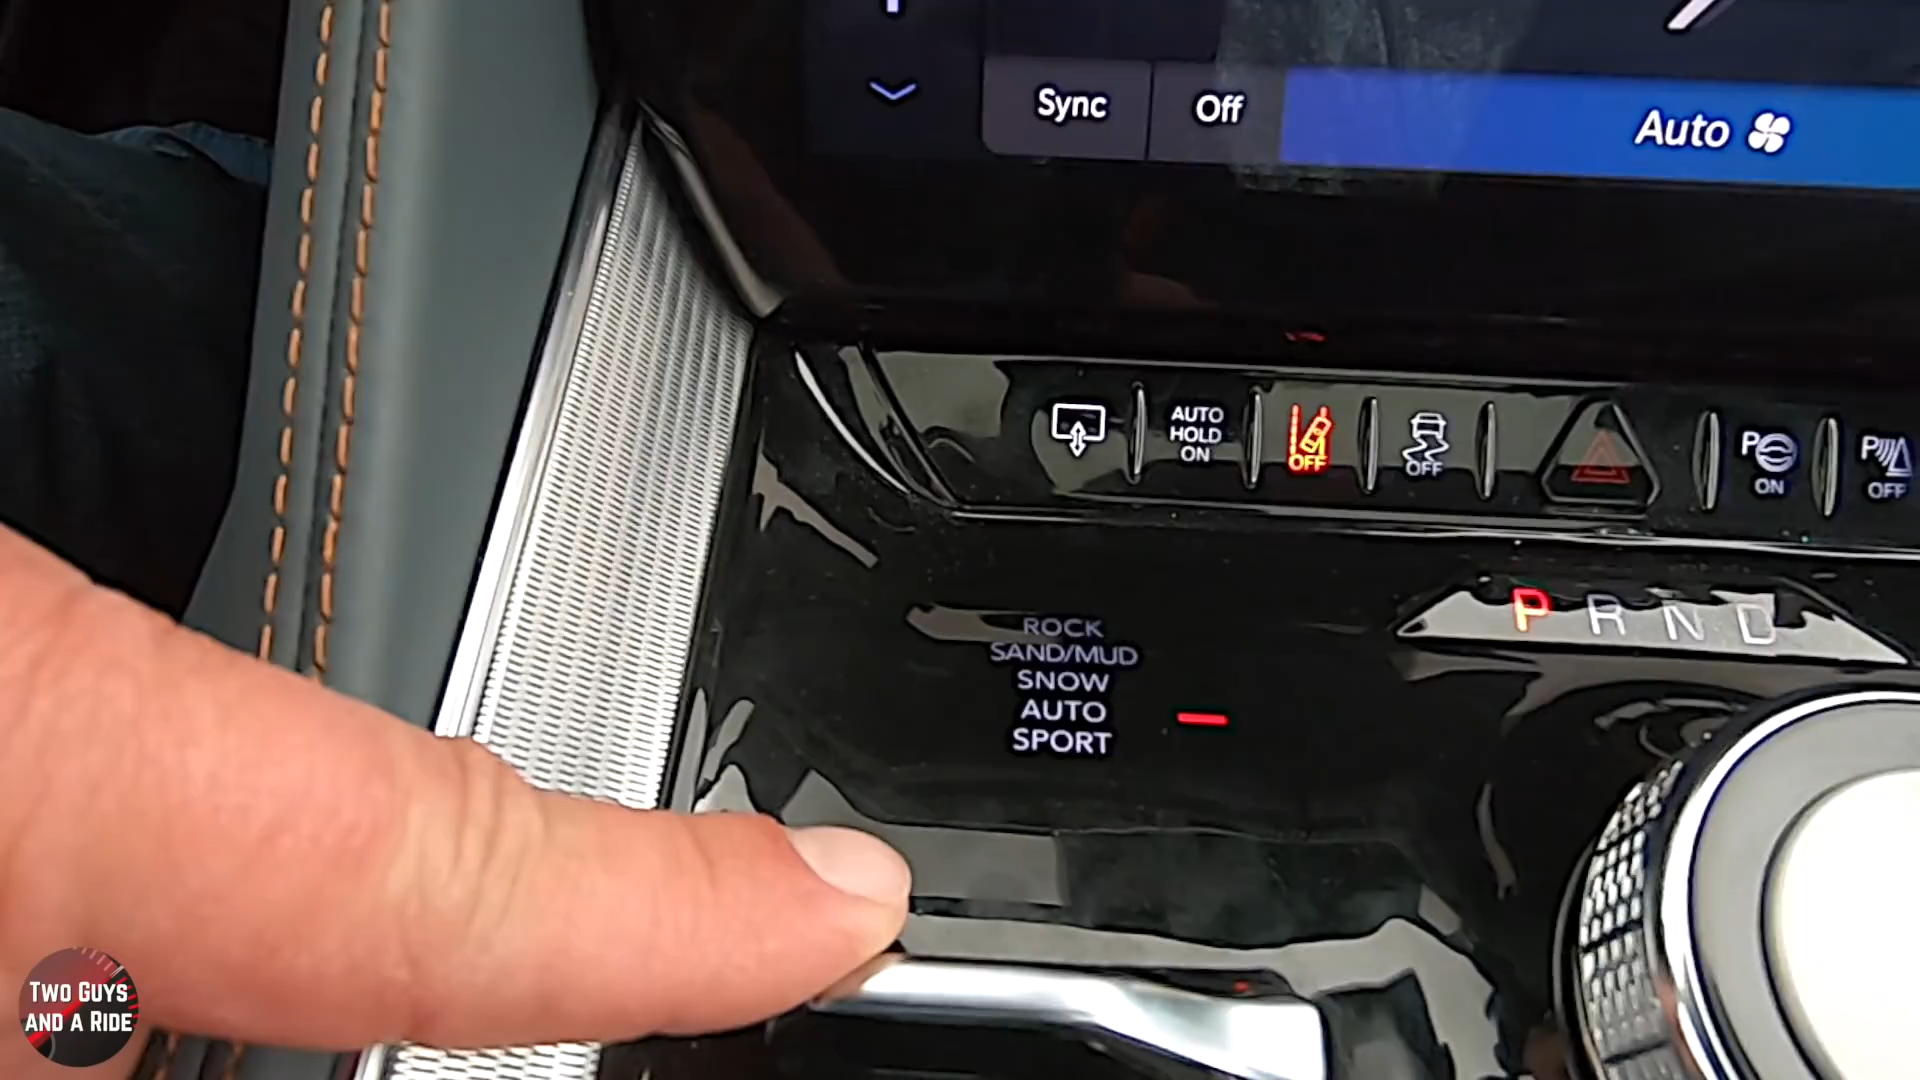 Sync
Off
Auto
AUTO
HOLD
ON
OFF
OFF
P
ON
P
OFF
P R N D
ROCK
SAND/MUD
SNOW
AUTO
SPORT
TWO GUYS
AND A RIDE